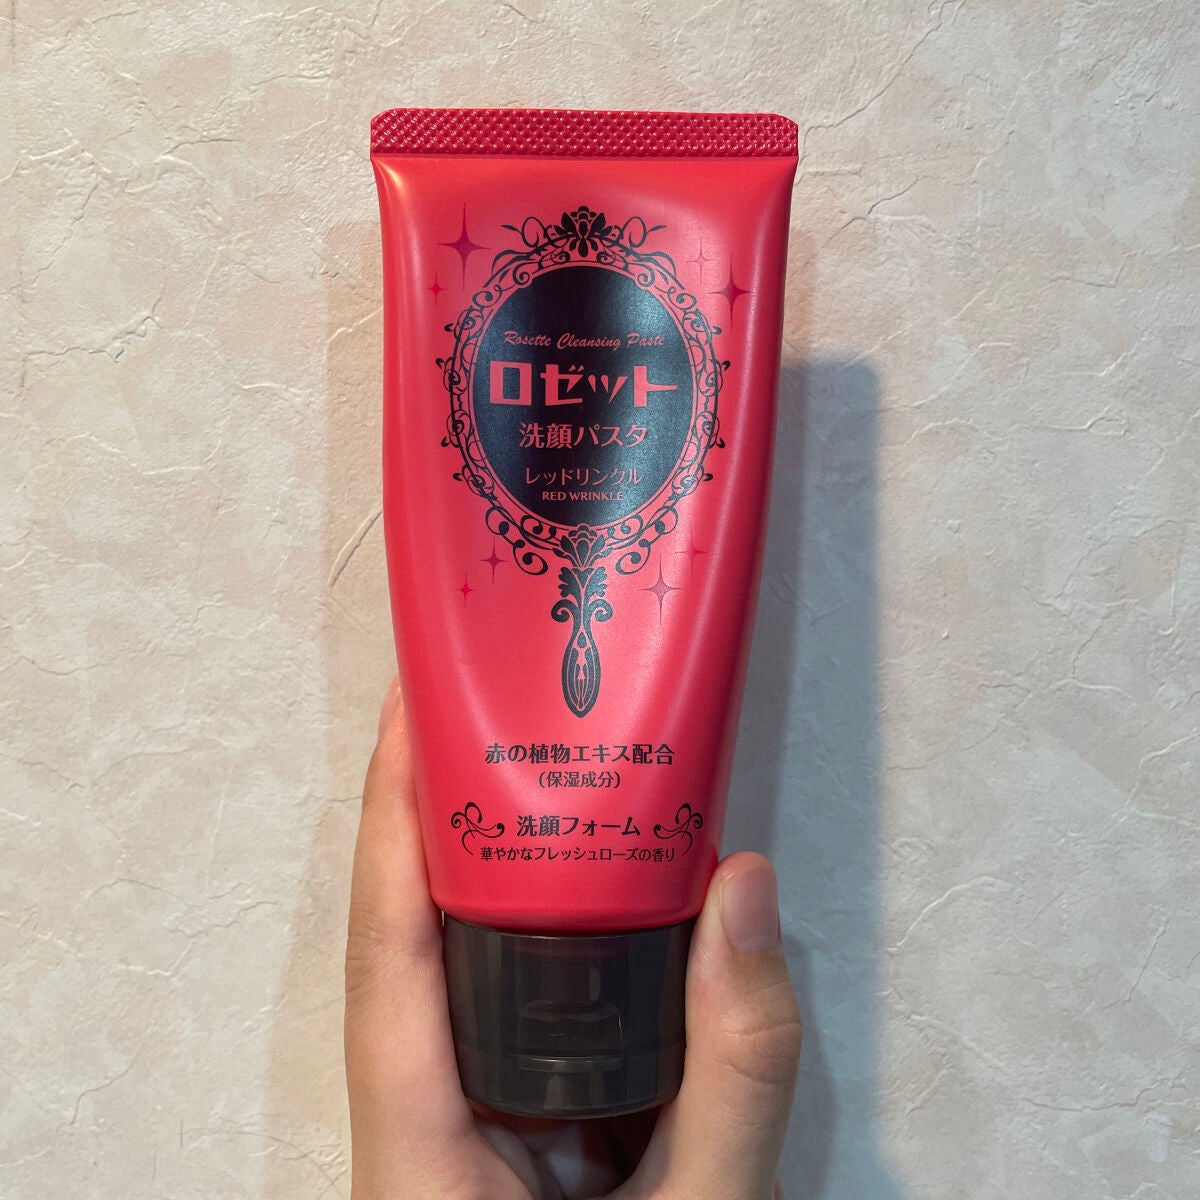 Rosette Cleansing Paste
ロゼット
洗顔パスタ
レッドリンクル
RED WRINKLE
赤の植物エキス配合
(保湿成分)
洗顔フォーム
華やかなフレッシュローズの香り